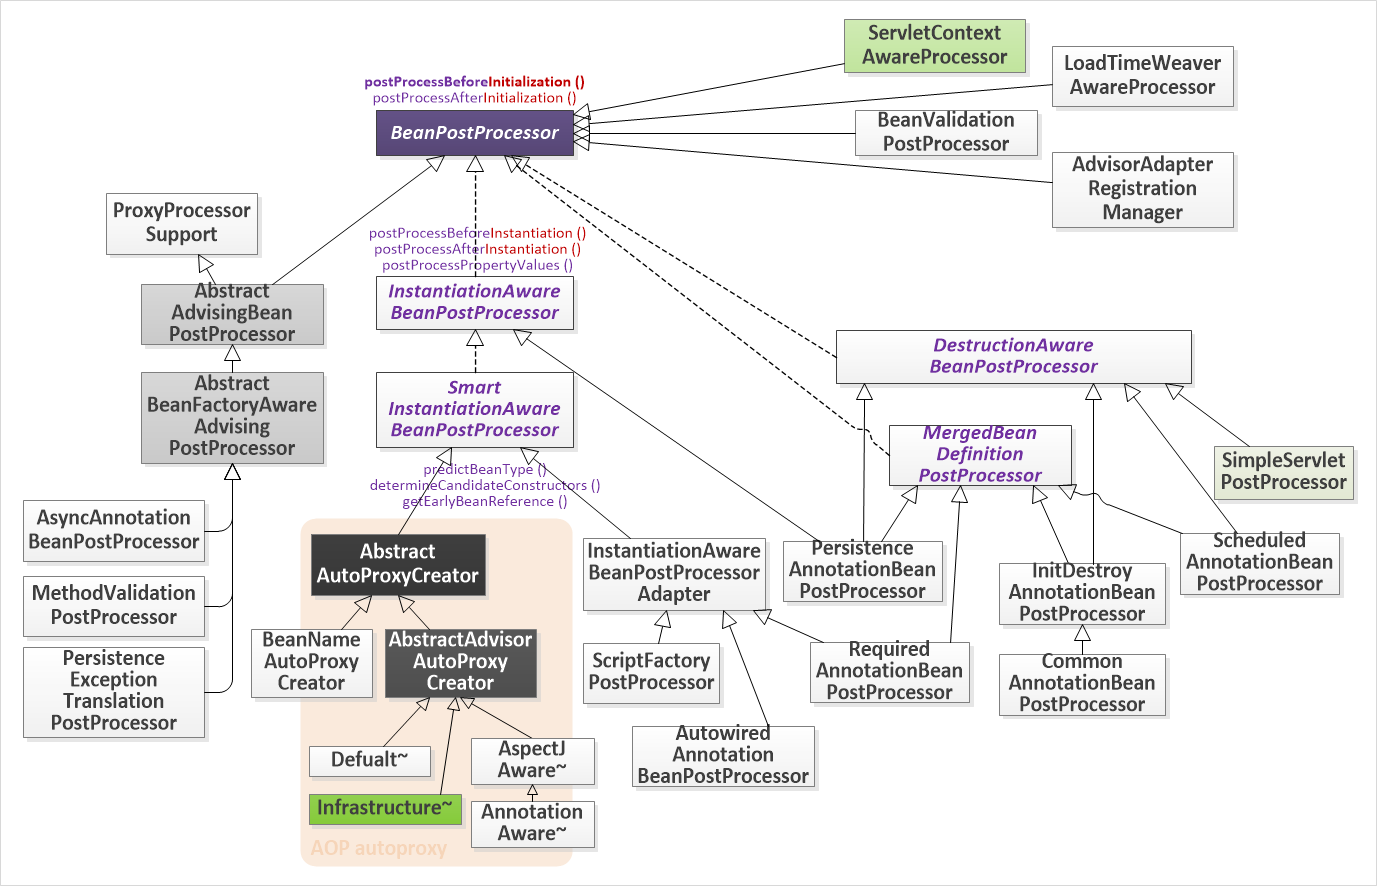 ServletContext
AwareProcessor
LoadTimeWeaver
AwareProcessor
postProcessBeforeInitialization ()
postProcessAfterInitialization ()
BeanPostProcessor
BeanValidation
PostProcessor
AdvisorAdapter
Registration
Manager
ProxyProcessor
Support
postProcessBeforeInstantiation ()
postProcessAfterInstantiation ()
postProcessPropertyValues ()
InstantiationAware
BeanPostProcessor
Abstract
AdvisingBean
PostProcessor
DestructionAware
BeanPostProcessor
Abstract
BeanFactoryAware
Advising
PostProcessor
Smart
InstantiationAware
BeanPostProcessor
MergedBean
Definition
PostProcessor
SimpleServlet
PostProcessor
predictBeanType ()
determineCandidateConstructors ()
getEarlyBeanReference ()
AsyncAnnotation
BeanPostProcessor
Abstract
AutoProxyCreator
InstantiationAware
BeanPostProcessor
Adapter
Persistence
AnnotationBean
PostProcessor
Scheduled
AnnotationBean
PostProcessor
InitDestroy
AnnotationBean
PostProcessor
MethodValidation
PostProcessor
BeanName
AutoProxy
Creator
AbstractAdvisor
AutoProxy
Creator
ScriptFactory
PostProcessor
Required
AnnotationBean
PostProcessor
Common
AnnotationBean
PostProcessor
Persistence
Exception
Translation
PostProcessor
Defualt~
AspectJ
Aware~
Autowired
Annotation
BeanPostProcessor
Infrastructure~
Annotation
Aware~
AOP autoproxy